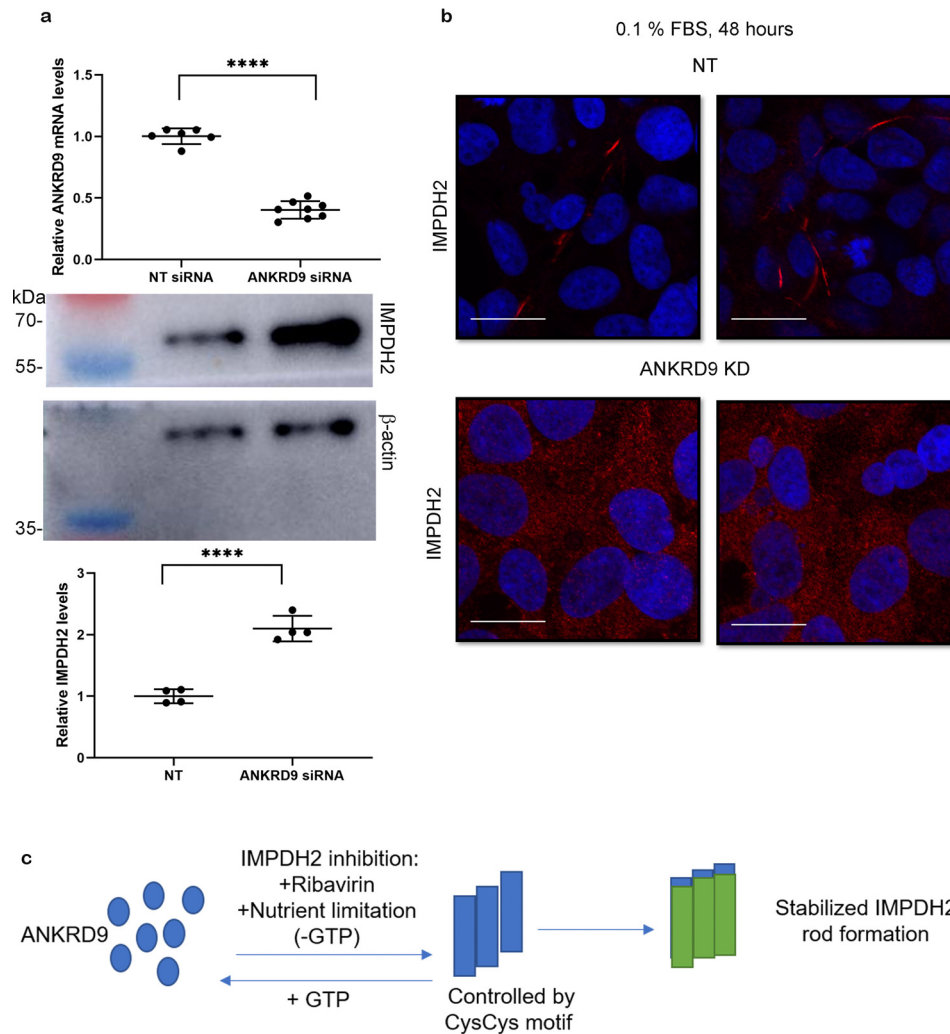 a
****
Relative ANKRD9 mRNA levels
1.5
1.0
0.5
0.0
NT siRNA
ANKRD9 siRNA
kDa
70-
55-
IMPDH2
35-
β-actin
****
Relative IMPDH2 levels
3
2
1
0
NT
ANKRD9 siRNA
b
0.1 % FBS, 48 hours
NT
IMPDH2
ANKRD9 KD
IMPDH2
c
ANKRD9
IMPDH2 inhibition:
+Ribavirin
+Nutrient limitation
(-GTP)
+ GTP
Controlled by
CysCys motif
Stabilized IMPDH2
rod formation